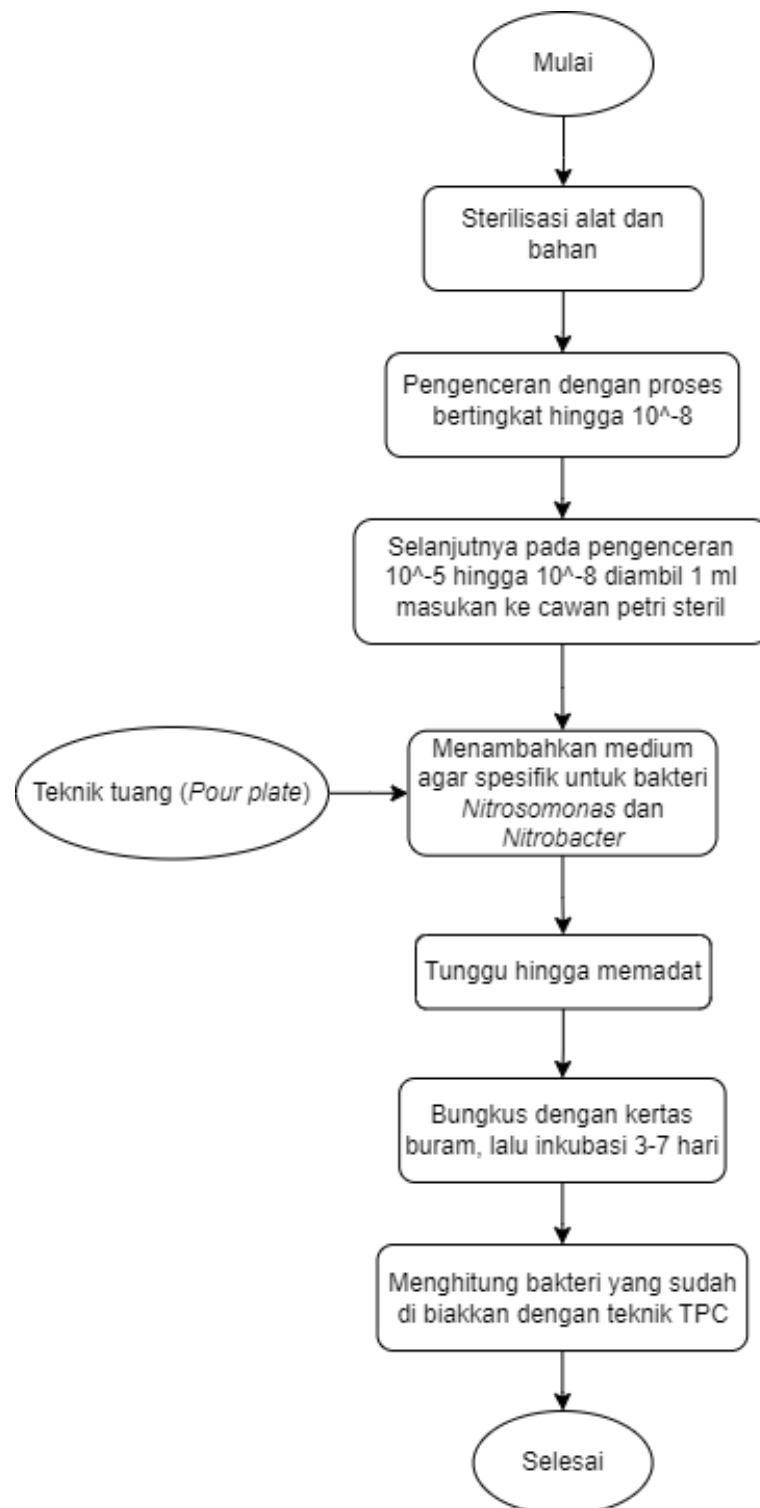 Mulai
Sterilisasi alat dan
bahan
Pengenceran dengan proses
bertingkat hingga 10^-8
Selanjutnya pada pengenceran
10^-5 hingga 10^-8 diambil 1 ml
masukan ke cawan petri steril
Teknik tuang (Pour plate)
Menambahkan medium
agar spesifik untuk bakteri
Nitrosomonas dan
Nitrobacter
Tunggu hingga memadat
Bungkus dengan kertas
buram, lalu inkubasi 3-7 hari
Menghitung bakteri yang sudah
di biakkan dengan teknik TPC
Selesai